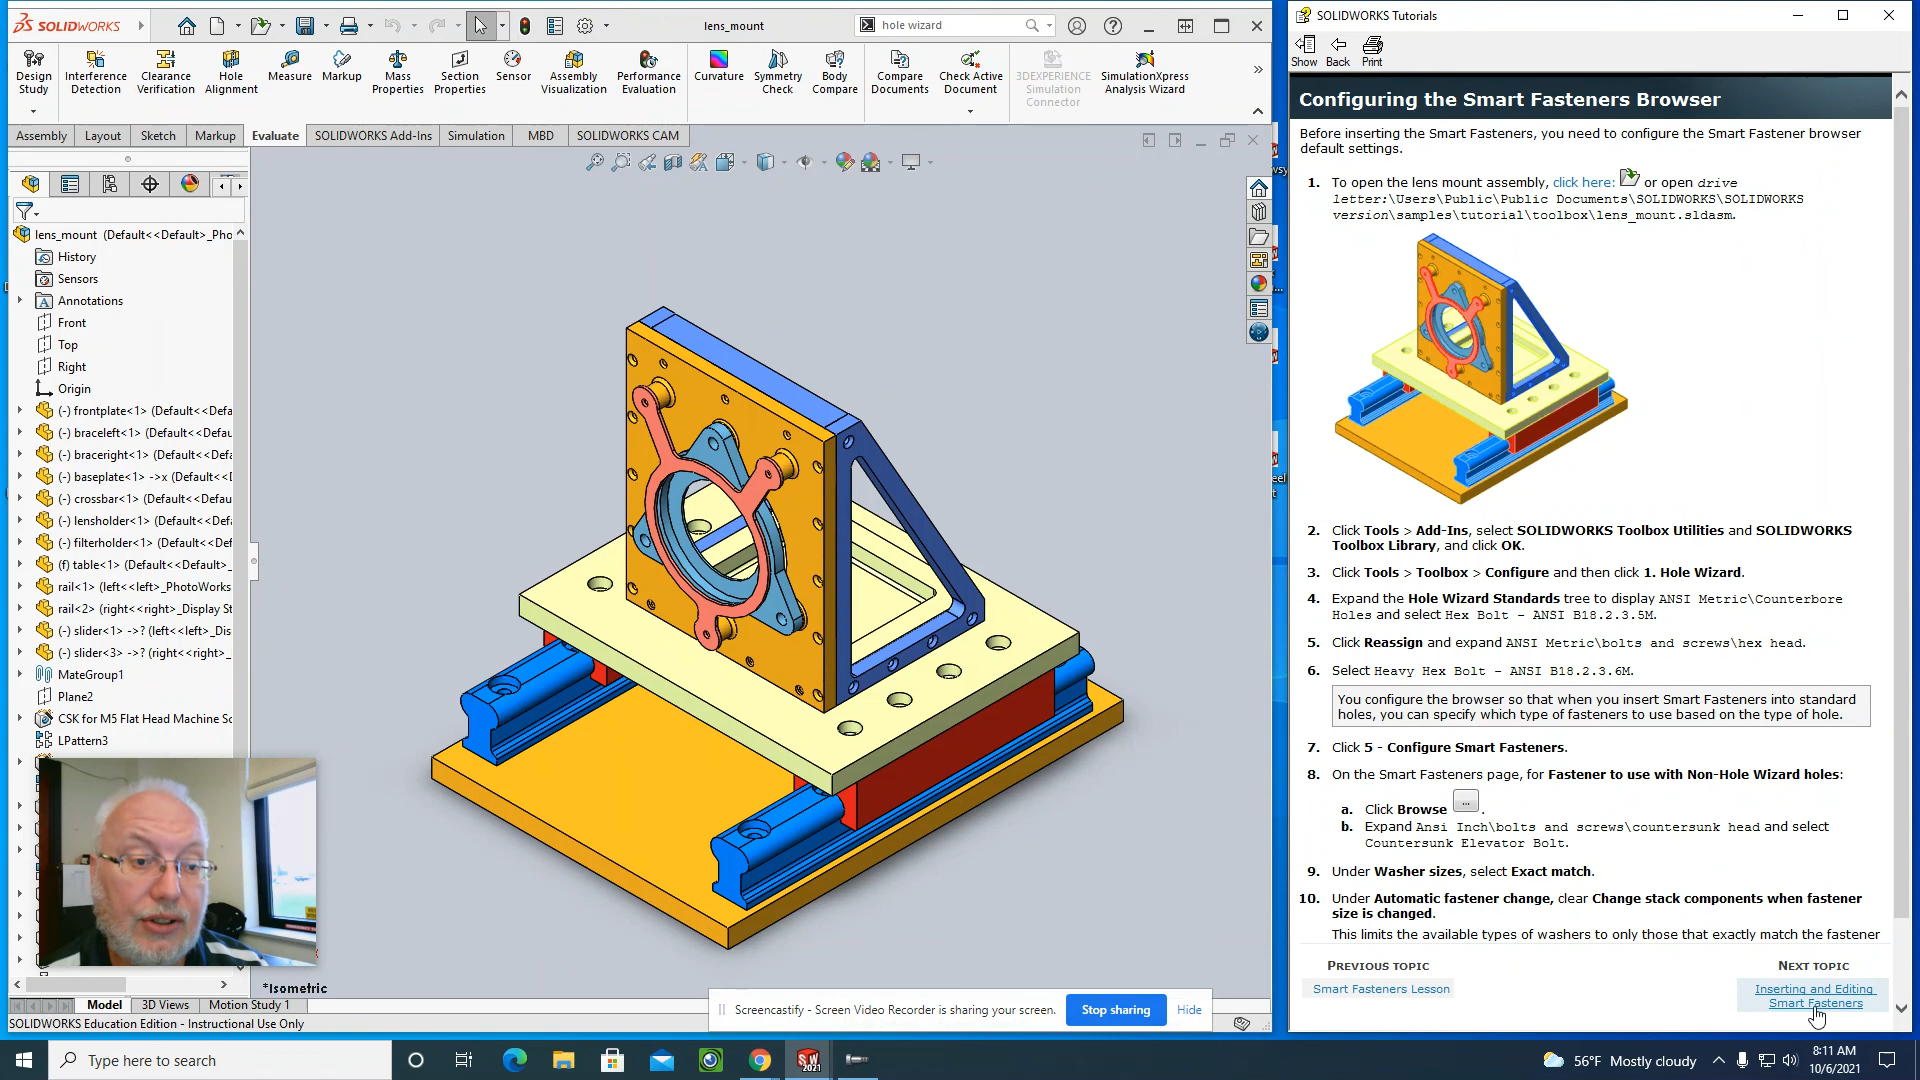 SOLIDWORKS
lens_mount
hole wizard
Design Study
Interference Detection
Clearance Verification
Hole Alignment
Measure
Markup
Mass Properties
Section Properties
Sensor
Assembly Visualization
Performance Evaluation
Curvature
Symmetry Check
Body Compare
Compare Documents
Check Active Document
3DEXPERIENCE Simulation Connector
SimulationXpress Analysis Wizard
Assembly
Layout
Sketch
Markup
Evaluate
SOLIDWORKS Add-Ins
Simulation
MBD
SOLIDWORKS CAM
lens_mount (Default<<Default>_Pho
History
Sensors
Annotations
Front
Top
Right
Origin
(-) frontplate<1> (Default<<Defa
(-) braceleft<1> (Default<<Defau
(-) braceright<1> (Default<<Defa
(-) baseplate<1> ->x (Default<<D
(-) crossbar<1> (Default<<Defau
(-) lensholder<1> (Default<<Def
(-) filterholder<1> (Default<<Def
(f) table<1> (Default<<Default>_
rail<1> (left<<left>_PhotoWorks
rail<2> (right<<right>_Display St
(-) slider<1> ->? (left<<left>_Dis
(-) slider<3> ->? (right<<right>_
MateGroup1
Plane2
CSK for M5 Flat Head Machine Sc
LPattern3
*Isometric
Model
3D Views
Motion Study 1
SOLIDWORKS Education Edition - Instructional Use Only
Screencastify - Screen Video Recorder is sharing your screen.
Stop sharing
Hide
SOLIDWORKS Tutorials
Show
Back
Print
Configuring the Smart Fasteners Browser
Before inserting the Smart Fasteners, you need to configure the Smart Fastener browser
default settings.
1. To open the lens mount assembly, click here: or open drive
letter:\Users\Public\Public Documents\SOLIDWORKS\SOLIDWORKS
version\samples\tutorial\toolbox\lens_mount.sldasm.
2. Click Tools > Add-Ins, select SOLIDWORKS Toolbox Utilities and SOLIDWORKS
Toolbox Library, and click OK.
3. Click Tools > Toolbox > Configure and then click 1. Hole Wizard.
4. Expand the Hole Wizard Standards tree to display ANSI Metric\Counterbore
Holes and select Hex Bolt - ANSI B18.2.3.5M.
5. Click Reassign and expand ANSI Metric\bolts and screws\hex head.
6. Select Heavy Hex Bolt - ANSI B18.2.3.6M.
You configure the browser so that when you insert Smart Fasteners into standard
holes, you can specify which type of fasteners to use based on the type of hole.
7. Click 5 - Configure Smart Fasteners.
8. On the Smart Fasteners page, for Fastener to use with Non-Hole Wizard holes:
a. Click Browse ... .
b. Expand Ansi Inch\bolts and screws\countersunk head and select
Countersunk Elevator Bolt.
9. Under Washer sizes, select Exact match.
10. Under Automatic fastener change, clear Change stack components when fastener
size is changed.
This limits the available types of washers to only those that exactly match the fastener
PREVIOUS TOPIC
Smart Fasteners Lesson
NEXT TOPIC
Inserting and Editing
Smart Fasteners
Type here to search
SW
2021
56°F Mostly cloudy
8:11 AM
10/6/2021